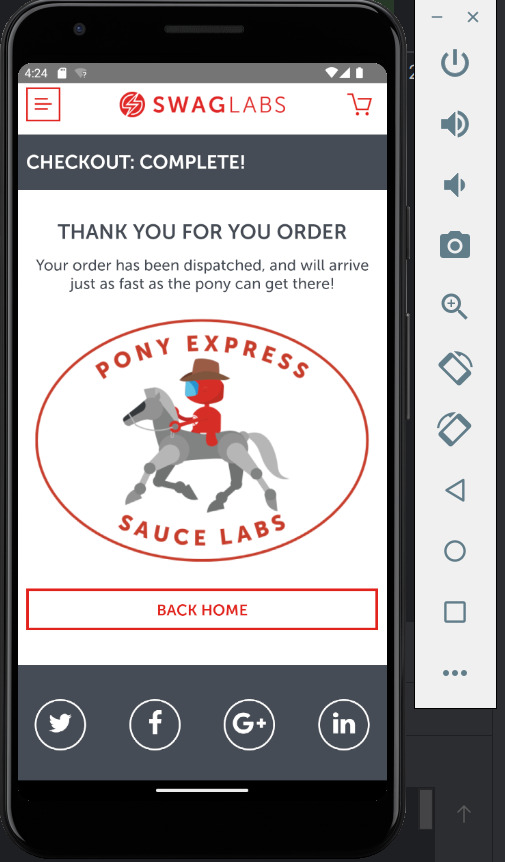 4:24
SWAGLABS
CHECKOUT: COMPLETE!
THANK YOU FOR YOU ORDER
Your order has been dispatched, and will arrive
just as fast as the pony can get there!
PONY EXPRESS
SAUCE LABS
BACK HOME
f
G+
in